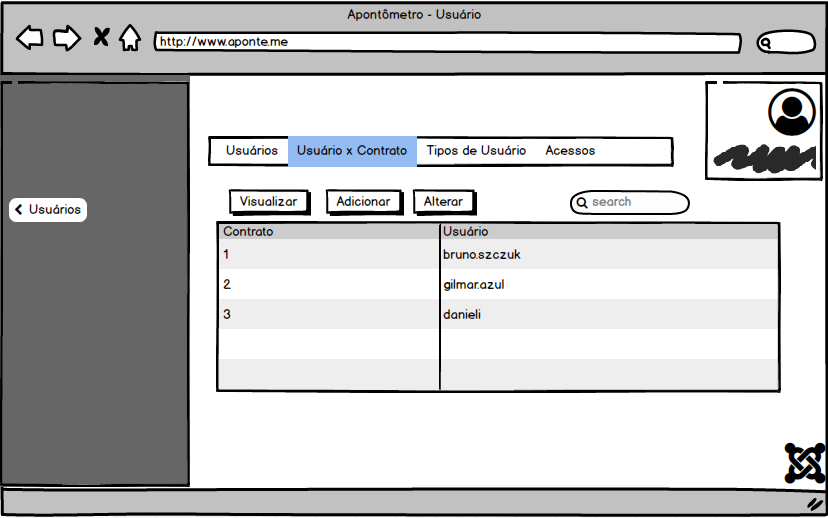 Apontômetro - Usuário
http://www.aponte.me
Usuários
Usuário x Contrato
Tipos de Usuário
Acessos
Usuários
Visualizar
Adicionar
Alterar
search
Contrato Usuário
1 bruno.szczuk
2 gilmar.azul
3 danieli